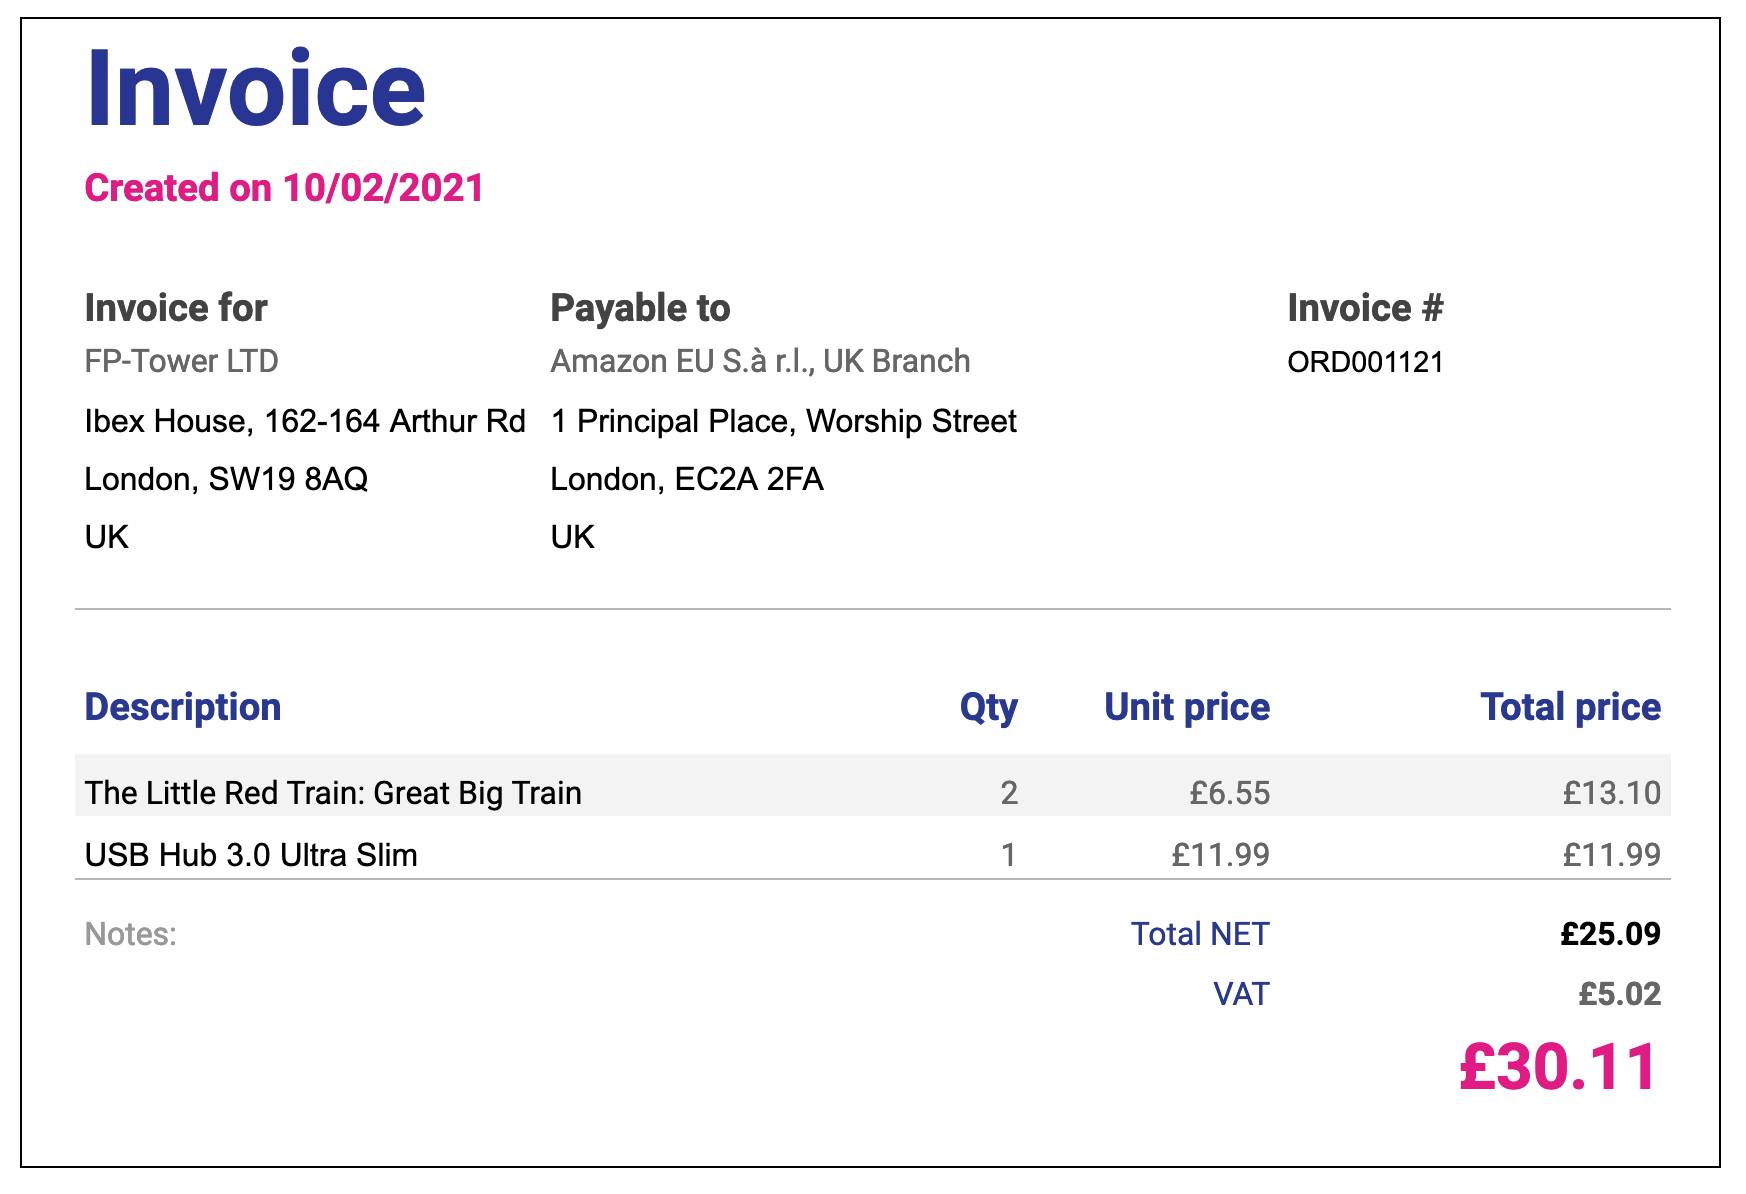 Invoice
Created on 10/02/2021
Invoice for Payable to Invoice #
FP-Tower LTD Amazon EU S.à r.l., UK Branch ORD001121
Ibex House, 162-164 Arthur Rd 1 Principal Place, Worship Street
London, SW19 8AQ London, EC2A 2FA
UK UK
Description Qty Unit price Total price
The Little Red Train: Great Big Train 2 £6.55 £13.10
USB Hub 3.0 Ultra Slim 1 £11.99 £11.99
Notes: Total NET £25.09
VAT £5.02
£30.11